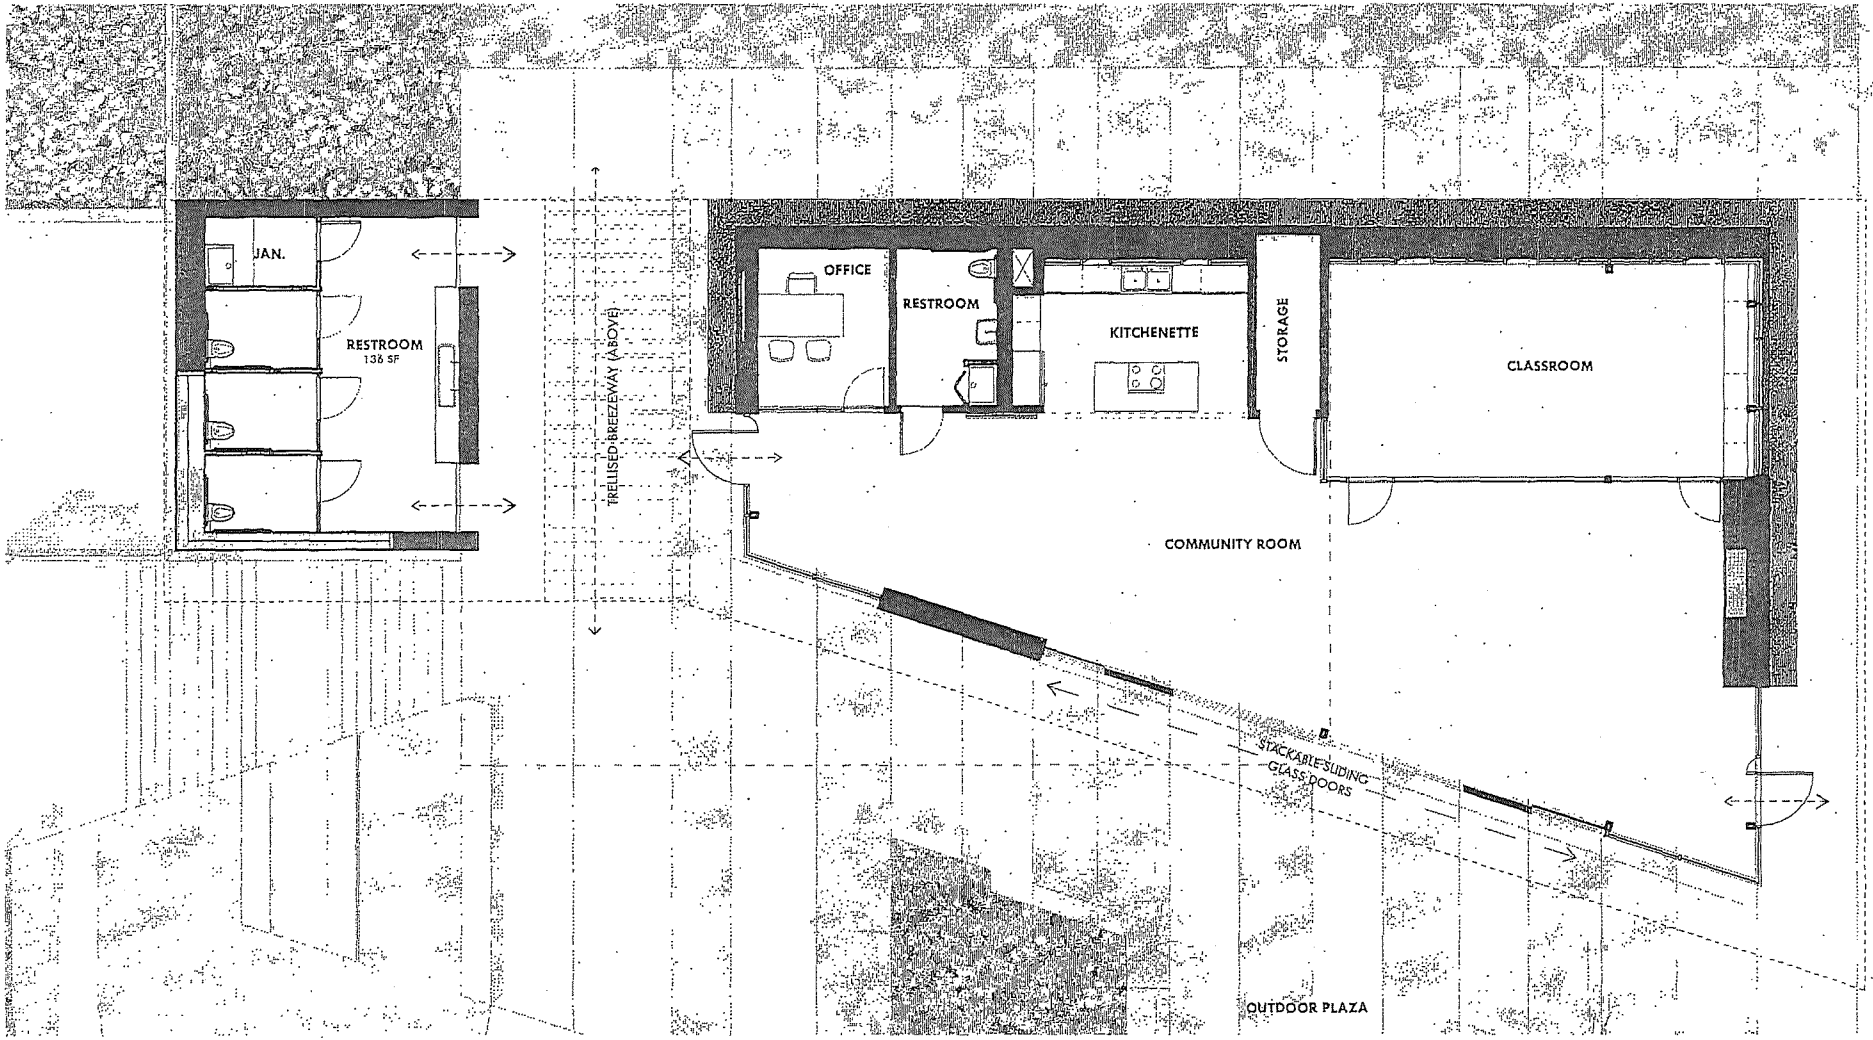 JAN.
OFFICE
RESTROOM
KITCHENETTE
STORAGE
CLASSROOM
RESTROOM
136 SF
TRELLISED BREEZEWAY (ABOVE)
COMMUNITY ROOM
STACKABLE SLIDING
GLASS DOORS
OUTDOOR PLAZA